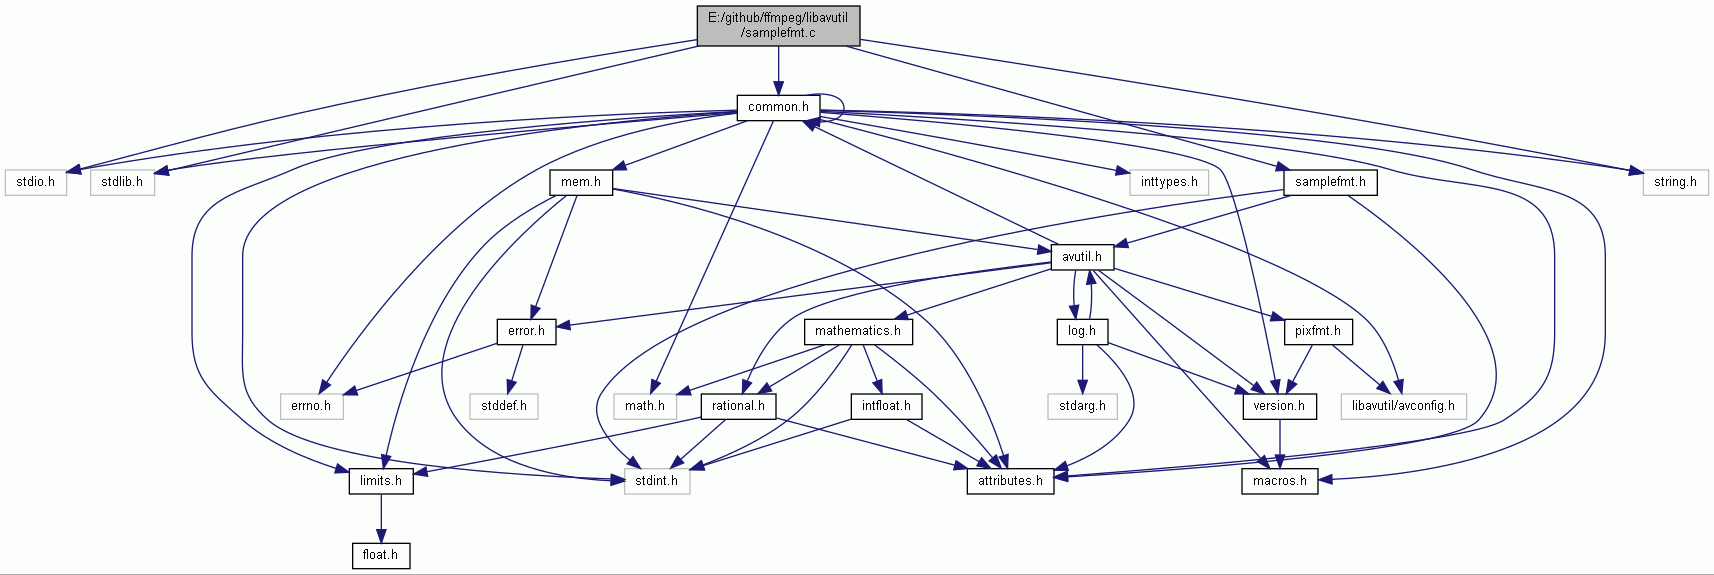 E:/github/ffmpeg/libavutil
/samplefmt.c
common.h
stdio.h
stdlib.h
mem.h
inttypes.h
samplefmt.h
string.h
avutil.h
error.h
mathematics.h
log.h
pixfmt.h
errno.h
stddef.h
math.h
rational.h
intfloat.h
stdarg.h
version.h
libavutil/avconfig.h
limits.h
stdint.h
attributes.h
macros.h
float.h